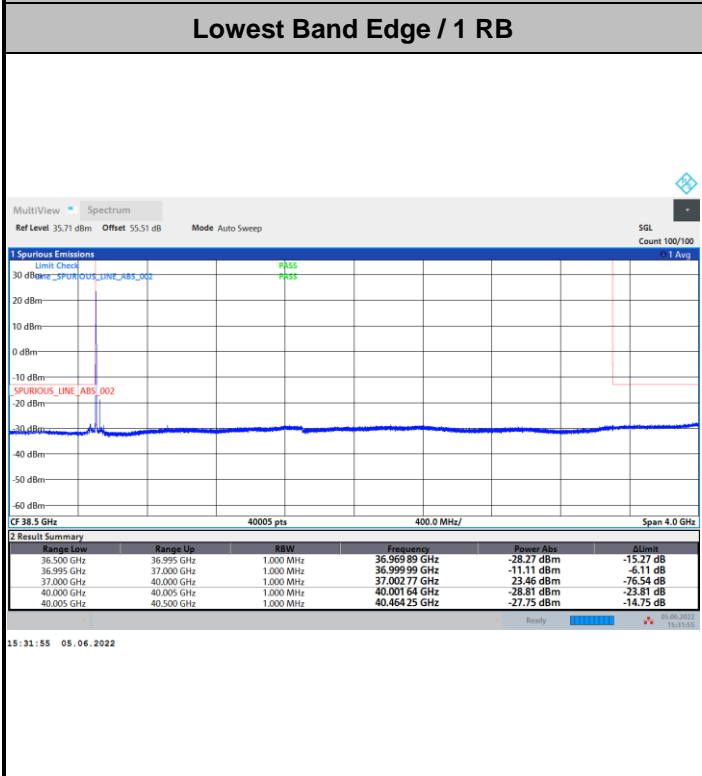 Lowest Band Edge / 1 RB
MultiView Spectrum
Ref Level 35.71 dBm Offset 55.51 dB Mode Auto Sweep SGL
Count 100/100
1 Spurious Emissions 1 Avg
Limit Check PASS
30 dBm Line _SPURIOUS_LINE_ABS_002 PASS
20 dBm
10 dBm
0 dBm
-10 dBm
_SPURIOUS_LINE_ABS_002
-20 dBm
-30 dBm
-40 dBm
-50 dBm
-60 dBm
CF 38.5 GHz 40005 pts 400.0 MHz/ Span 4.0 GHz
2 Result Summary
Range Low Range Up RBW Frequency Power Abs ΔLimit
36.500 GHz 36.995 GHz 1.000 MHz 36.969 89 GHz -28.27 dBm -15.27 dB
36.995 GHz 37.000 GHz 1.000 MHz 36.999 99 GHz -11.11 dBm -6.11 dB
37.000 GHz 40.000 GHz 1.000 MHz 37.002 77 GHz 23.46 dBm -76.54 dB
40.000 GHz 40.005 GHz 1.000 MHz 40.001 64 GHz -28.81 dBm -23.81 dB
40.005 GHz 40.500 GHz 1.000 MHz 40.464 25 GHz -27.75 dBm -14.75 dB
Ready 05.06.2022
15:31:55
15:31:55 05.06.2022